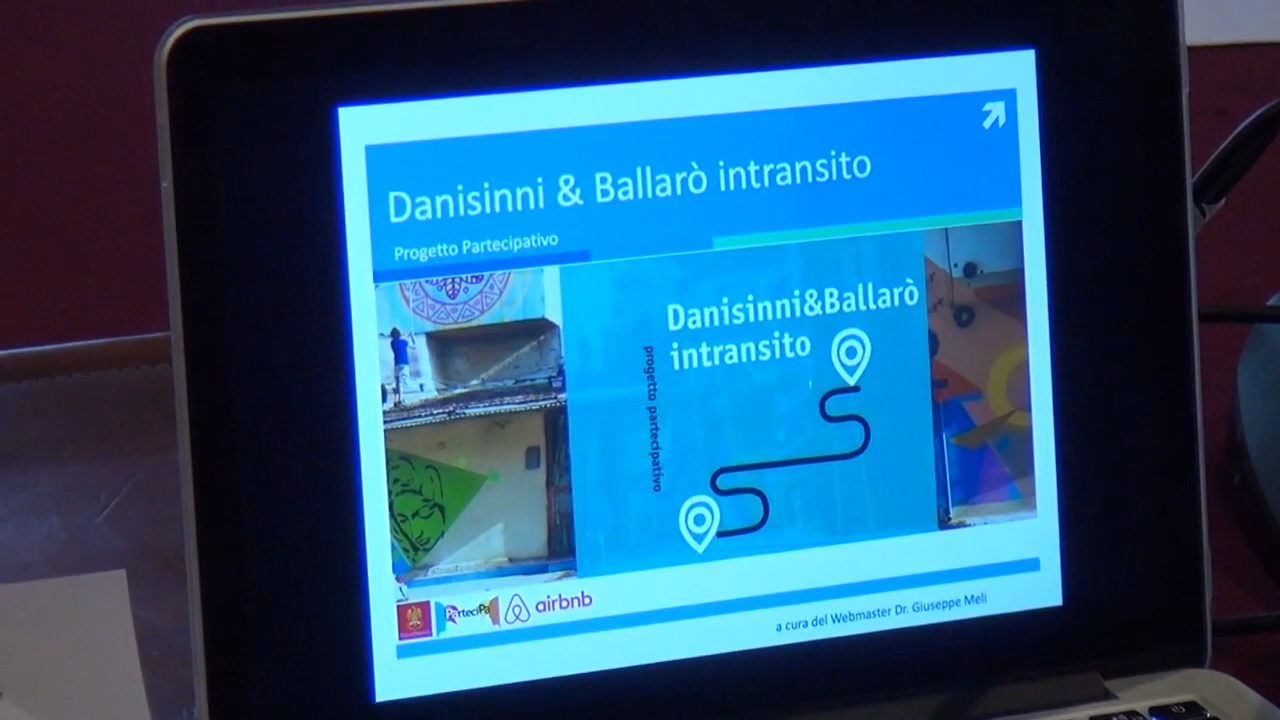 Danisinni & Ballarò intransito
Progetto Partecipativo
Danisinni&Ballarò
intransito
progetto partecipativo
ParteciPa
airbnb
a cura del Webmaster Dr. Giuseppe Meli